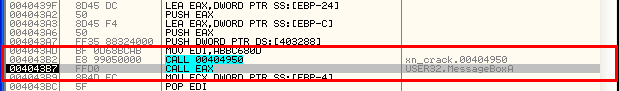 0040439F 8D45 DC LEA EAX,DWORD PTR SS:[EBP-24]
004043A2 50 PUSH EAX
004043A3 8D45 F4 LEA EAX,DWORD PTR SS:[EBP-C]
004043A6 50 PUSH EAX
004043A7 FF35 88324000 PUSH DWORD PTR DS:[403288]
004043AD BF 0D68BCAB MOV EDI,ABBC680D
004043B2 E8 99050000 CALL 00404950 xn_crack.00404950
004043B7 FFD0 CALL EAX USER32.MessageBoxA
004043B9 8B4D FC MOV ECX,DWORD PTR SS:[EBP-4]
004043BC 5F POP EDI